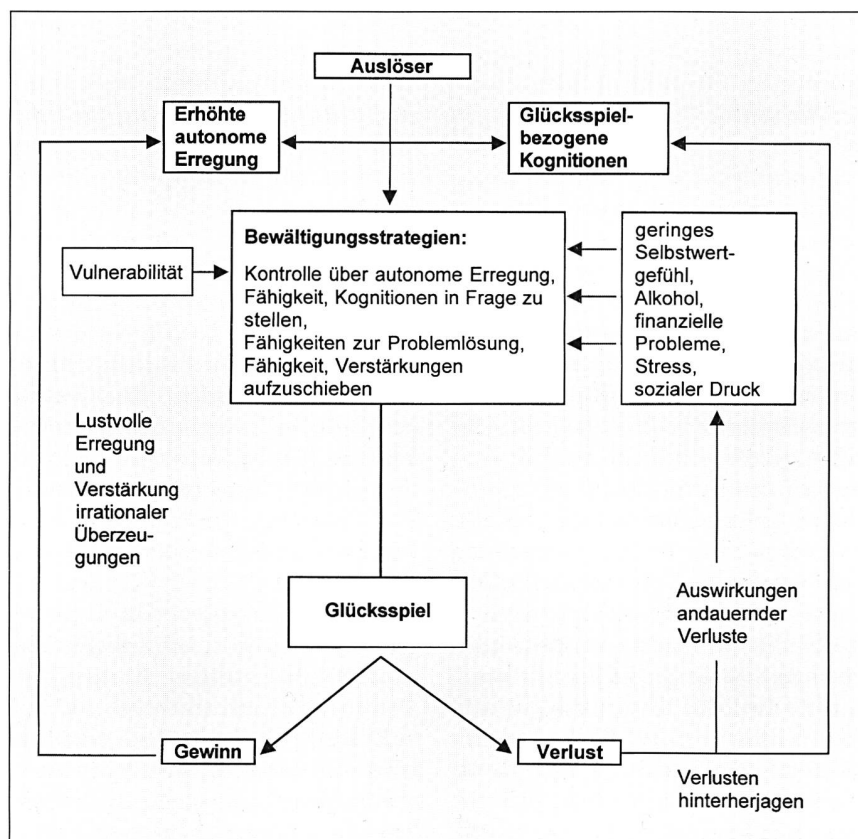 Auslöser
Erhöhte
autonome
Erregung
Glücksspiel-
bezogene
Kognitionen
Vulnerabilität
Bewältigungsstrategien:
Kontrolle über autonome Erregung,
Fähigkeit, Kognitionen in Frage zu
stellen,
Fähigkeiten zur Problemlösung,
Fähigkeit, Verstärkungen
aufzuschieben
geringes
Selbstwert-
gefühl,
Alkohol,
finanzielle
Probleme,
Stress,
sozialer Druck
Lustvolle
Erregung
und
Verstärkung
irrationaler
Überzeu-
gungen
Glücksspiel
Auswirkungen
andauernder
Verluste
Gewinn
Verlust
Verlusten
hinterherjagen